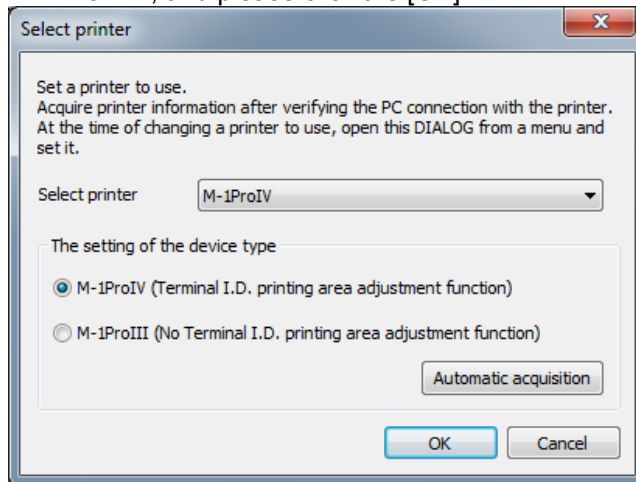 Select printer
Set a printer to use.
Acquire printer information after verifying the PC connection with the printer.
At the time of changing a printer to use, open this DIALOG from a menu and
set it.
Select printer M-1ProIV
The setting of the device type
M-1ProIV (Terminal I.D. printing area adjustment function)
M-1ProIII (No Terminal I.D. printing area adjustment function)
Automatic acquisition
OK Cancel